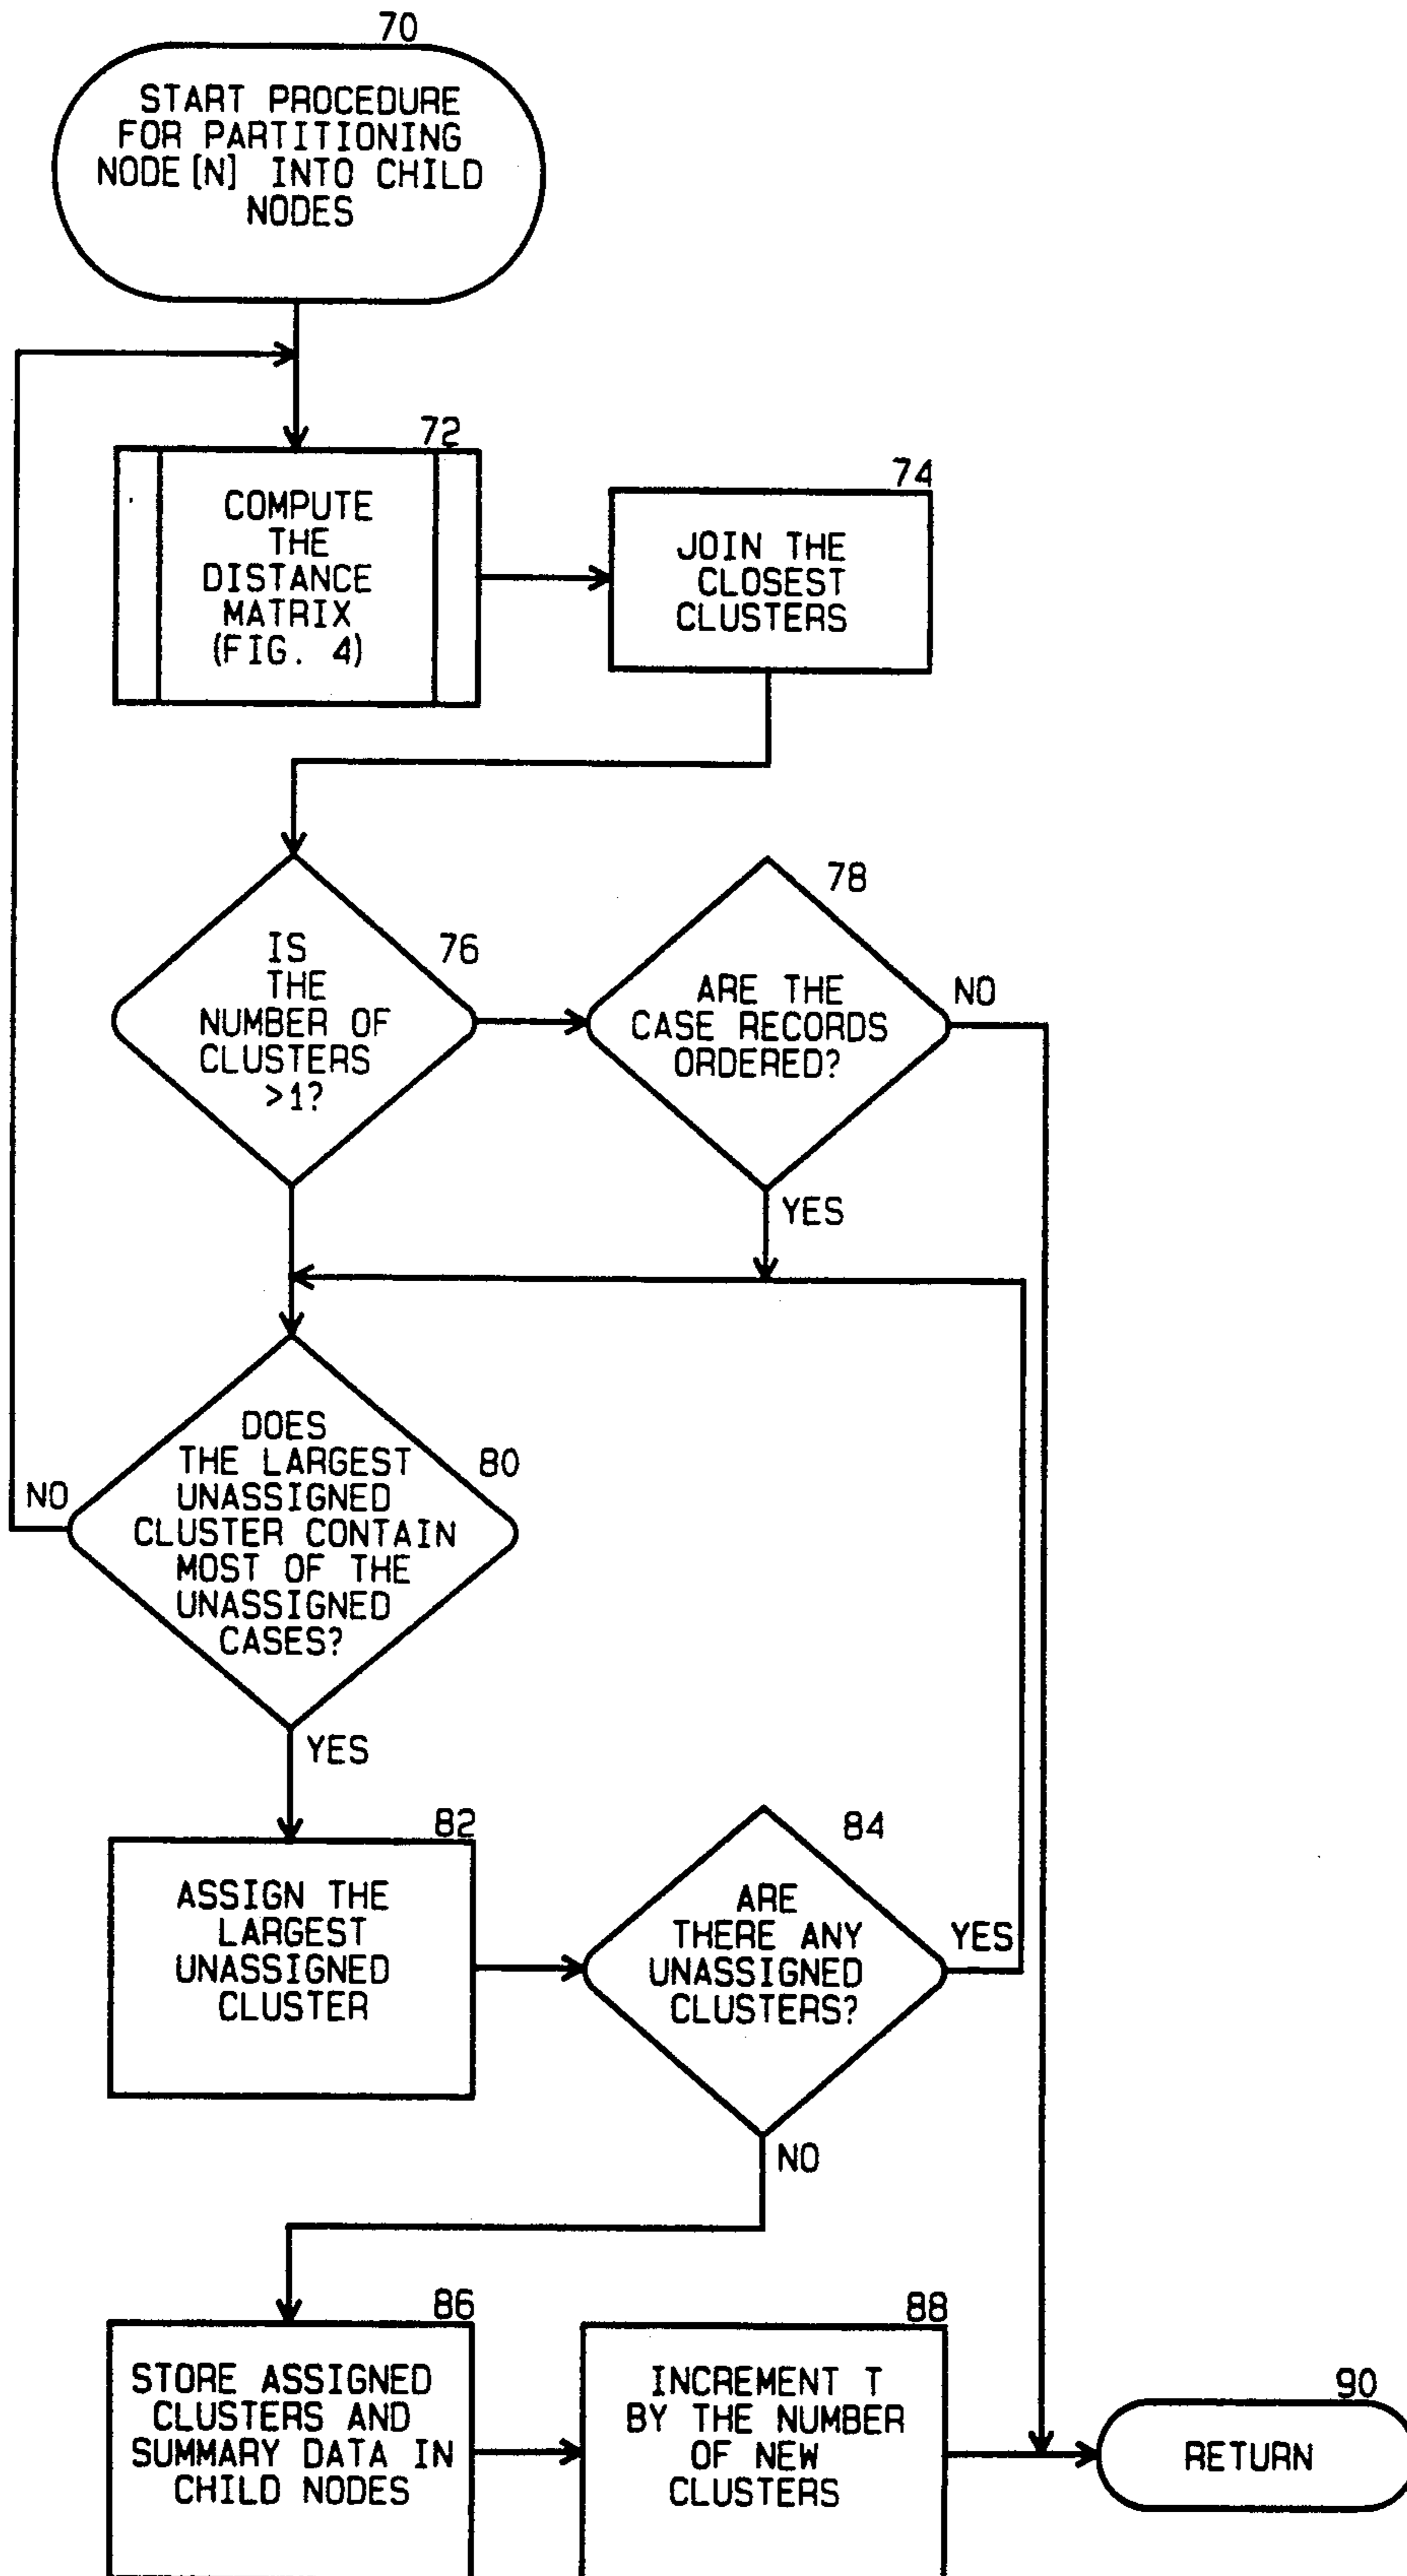 70
START PROCEDURE
FOR PARTITIONING
NODE [N] INTO CHILD
NODES
72
COMPUTE
THE
DISTANCE
MATRIX
(FIG. 4)
74
JOIN THE
CLOSEST
CLUSTERS
76
IS
THE
NUMBER OF
CLUSTERS
>1?
78
ARE THE
CASE RECORDS
ORDERED?
NO
YES
80
DOES
THE LARGEST
UNASSIGNED
CLUSTER CONTAIN
MOST OF THE
UNASSIGNED
CASES?
NO
YES
82
ASSIGN THE
LARGEST
UNASSIGNED
CLUSTER
84
ARE
THERE ANY
UNASSIGNED
CLUSTERS?
YES
NO
86
STORE ASSIGNED
CLUSTERS AND
SUMMARY DATA IN
CHILD NODES
88
INCREMENT T
BY THE NUMBER
OF NEW
CLUSTERS
90
RETURN